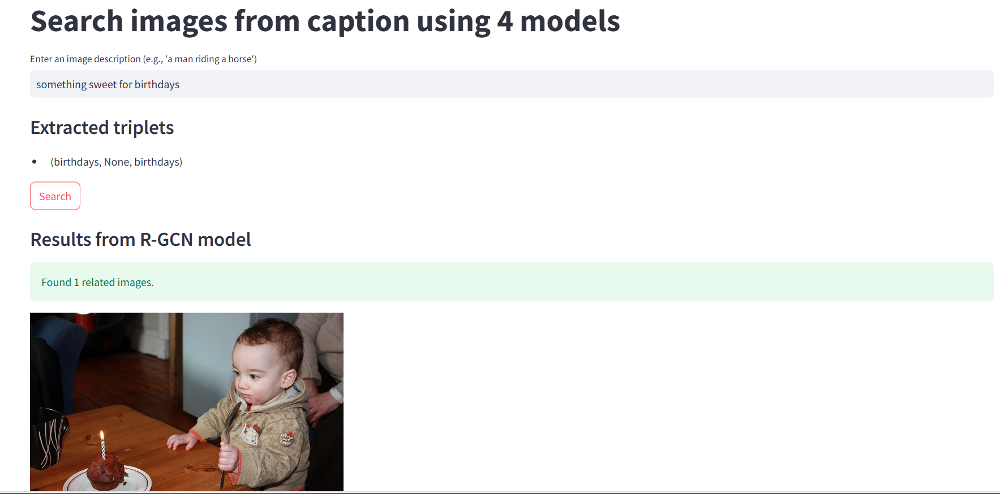 Search images from caption using 4 models
Enter an image description (e.g., 'a man riding a horse')
something sweet for birthdays
Extracted triplets
• (birthdays, None, birthdays)
Search
Results from R-GCN model
Found 1 related images.